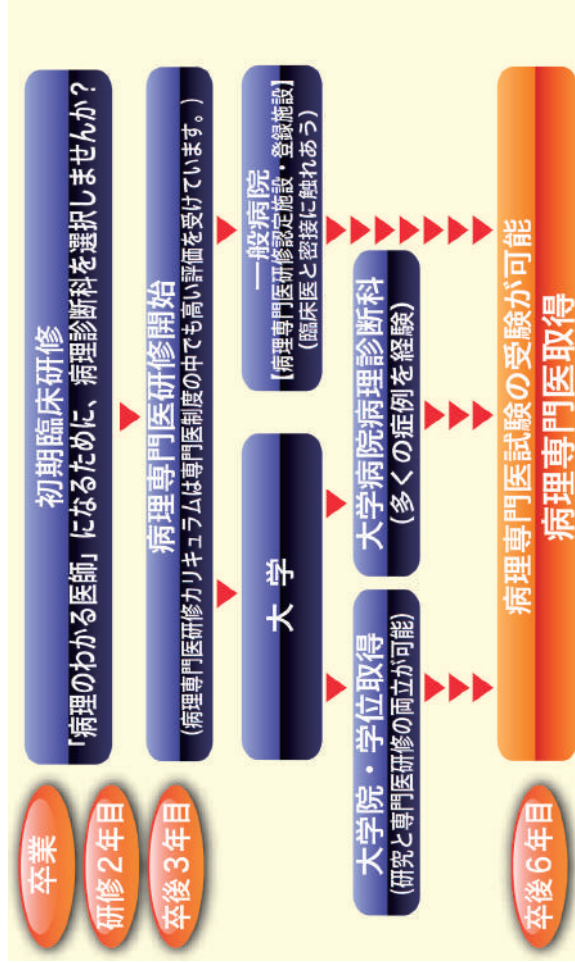 卒業
研修2年目
卒後3年目
卒後6年目
初期臨床研修
「病理のわかる医師」になるために、病理診断科を選択しませんか？
病理専門医研修開始
(病理専門医研修カリキュラムは専門医制度の中でも高い評価を受けています。)
大学
一般病院
【病理専門医研修認定施設・登録施設】
(臨床医と密接に触れあう)
大学院・学位取得
(研究と専門医研修の両立が可能)
大学病院病理診断科
(多くの症例を経験)
病理専門医試験の受験が可能
病理専門医取得